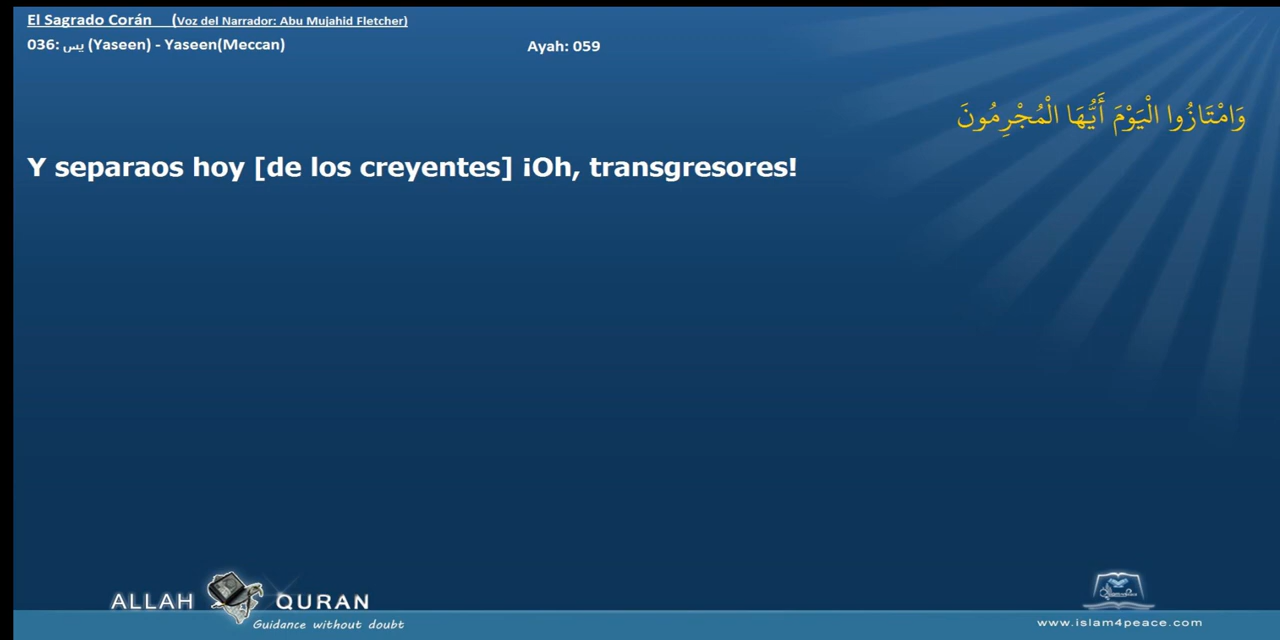 El Sagrado Corán (Voz del Narrador: Abu Mujahid Fletcher)
036: يس (Yaseen) - Yaseen(Meccan) Ayah: 059
وَامْتَازُوا الْيَوْمَ أَيُّهَا الْمُجْرِمُونَ
Y separaos hoy [de los creyentes] ¡Oh, transgresores!
ALLAH QURAN
Guidance without doubt
www.islam4peace.com